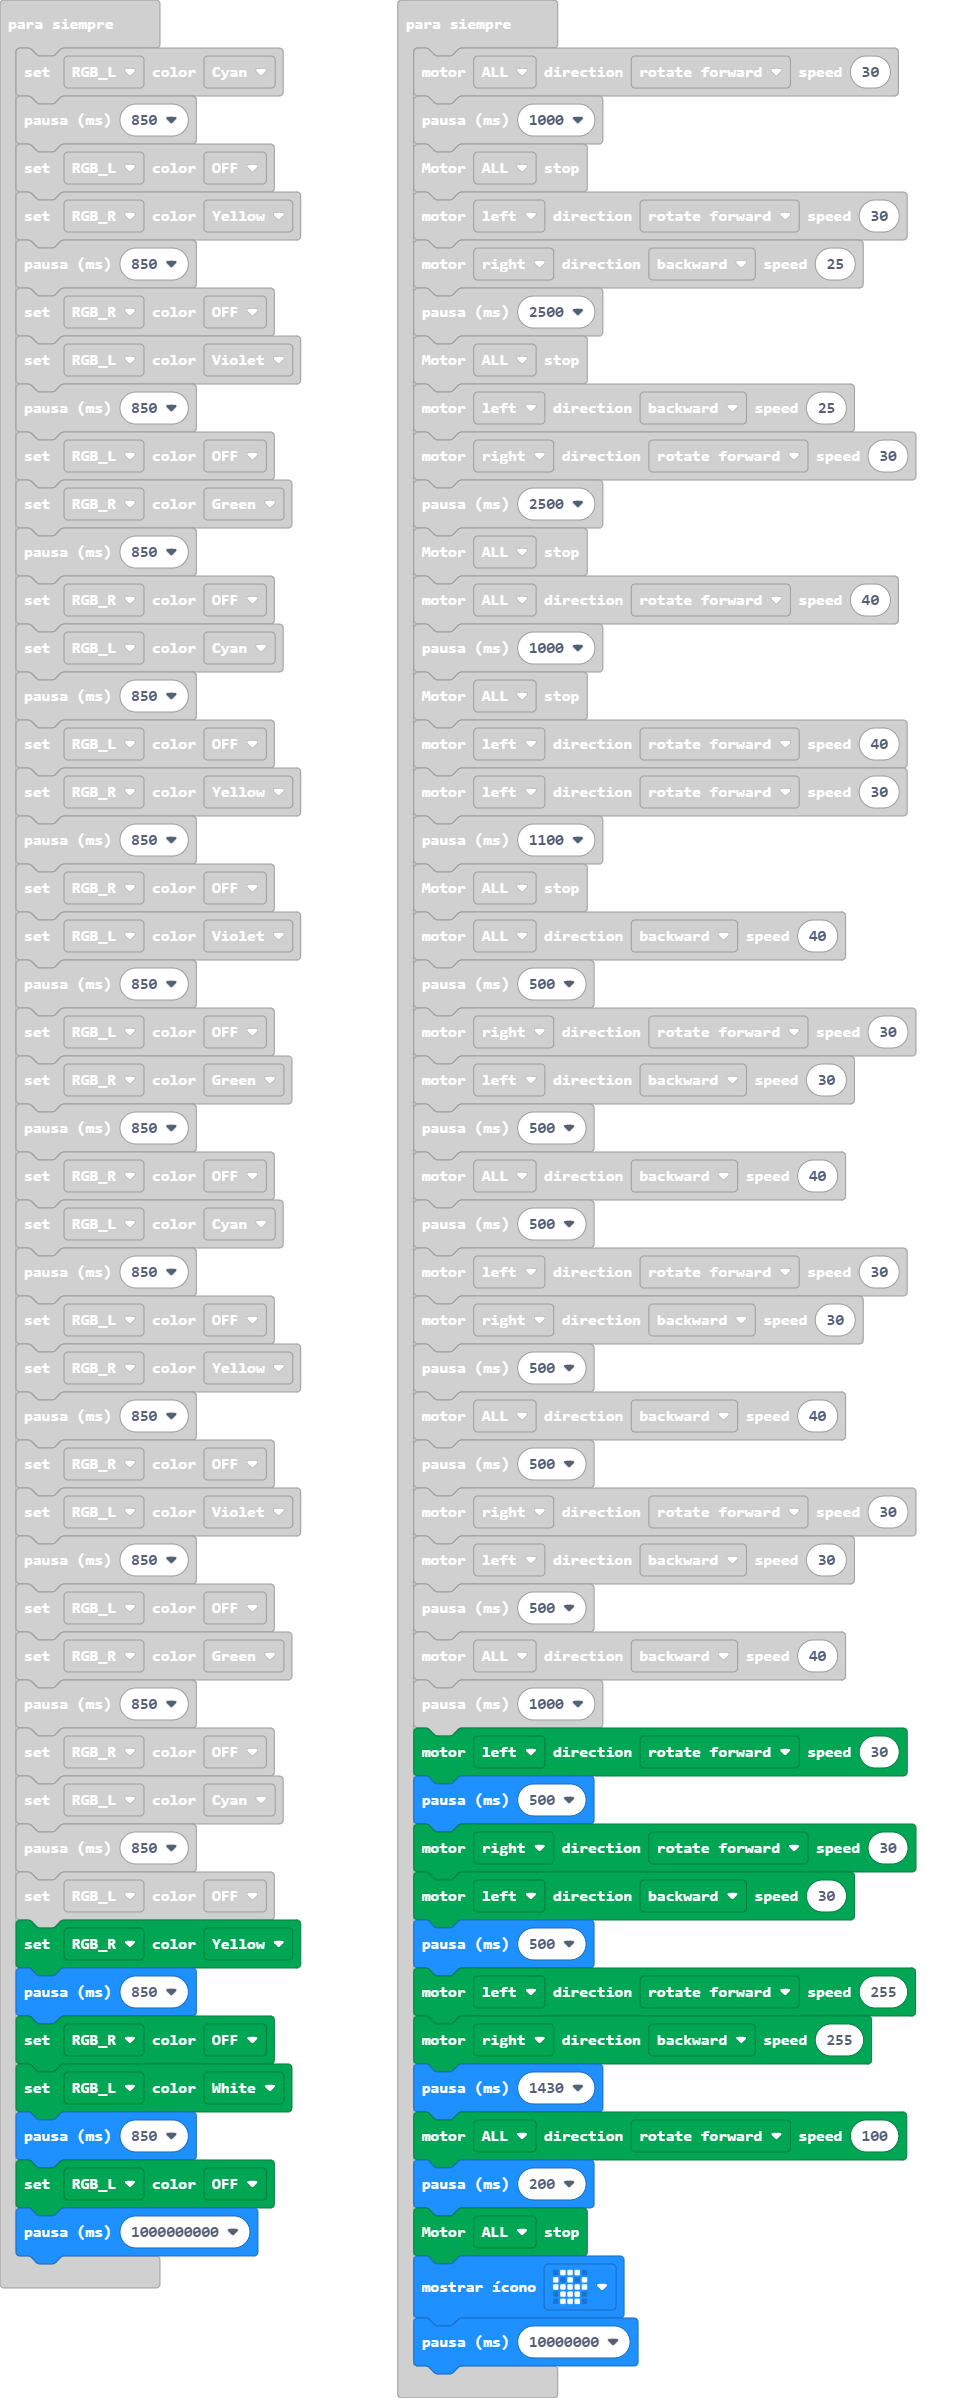 para siempre
set RGB_L color Cyan
pausa (ms) 850
set RGB_L color OFF
set RGB_R color Yellow
pausa (ms) 850
set RGB_R color OFF
set RGB_L color Violet
pausa (ms) 850
set RGB_L color OFF
set RGB_R color Green
pausa (ms) 850
set RGB_R color OFF
set RGB_L color Cyan
pausa (ms) 850
set RGB_L color OFF
set RGB_R color Yellow
pausa (ms) 850
set RGB_R color OFF
set RGB_L color Violet
pausa (ms) 850
set RGB_L color OFF
set RGB_R color Green
pausa (ms) 850
set RGB_R color OFF
set RGB_L color Cyan
pausa (ms) 850
set RGB_L color OFF
set RGB_R color Yellow
pausa (ms) 850
set RGB_R color OFF
set RGB_L color Violet
pausa (ms) 850
set RGB_L color OFF
set RGB_R color Green
pausa (ms) 850
set RGB_R color OFF
set RGB_L color Cyan
pausa (ms) 850
set RGB_L color OFF
set RGB_R color Yellow
pausa (ms) 850
set RGB_R color OFF
set RGB_L color White
pausa (ms) 850
set RGB_L color OFF
pausa (ms) 1000000000
para siempre
motor ALL direction rotate forward speed 30
pausa (ms) 1000
Motor ALL stop
motor left direction rotate forward speed 30
motor right direction backward speed 25
pausa (ms) 2500
Motor ALL stop
motor left direction backward speed 25
motor right direction rotate forward speed 30
pausa (ms) 2500
Motor ALL stop
motor ALL direction rotate forward speed 40
pausa (ms) 1000
Motor ALL stop
motor left direction rotate forward speed 40
motor left direction rotate forward speed 30
pausa (ms) 1100
Motor ALL stop
motor ALL direction backward speed 40
pausa (ms) 500
motor right direction rotate forward speed 30
motor left direction backward speed 30
pausa (ms) 500
motor ALL direction backward speed 40
pausa (ms) 500
motor left direction rotate forward speed 30
motor right direction backward speed 30
pausa (ms) 500
motor ALL direction backward speed 40
pausa (ms) 500
motor right direction rotate forward speed 30
motor left direction backward speed 30
pausa (ms) 500
motor ALL direction backward speed 40
pausa (ms) 1000
motor left direction rotate forward speed 30
pausa (ms) 500
motor right direction rotate forward speed 30
motor left direction backward speed 30
pausa (ms) 500
motor left direction rotate forward speed 255
motor right direction backward speed 255
pausa (ms) 1430
motor ALL direction rotate forward speed 100
pausa (ms) 200
Motor ALL stop
mostrar ícono
pausa (ms) 10000000